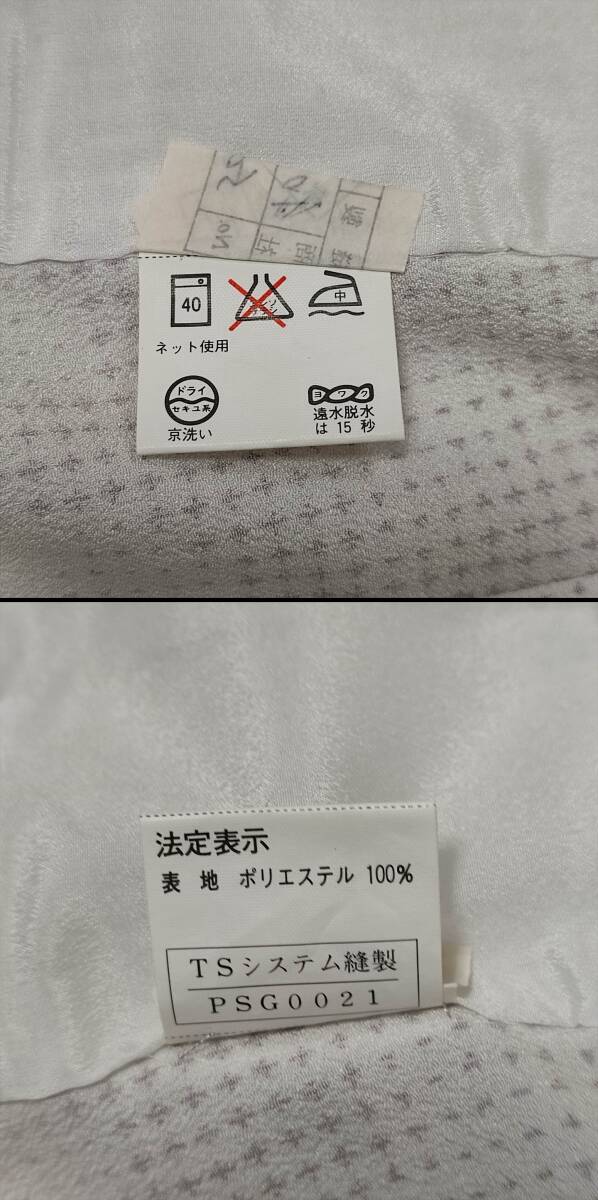 No.
40
中
ネット使用
ドライ
セキユ系
京洗い
ヨワク
遠水脱水
は 15 秒
法定表示
表 地 ポリエステル 100%
TSシステム縫製
PSG0021